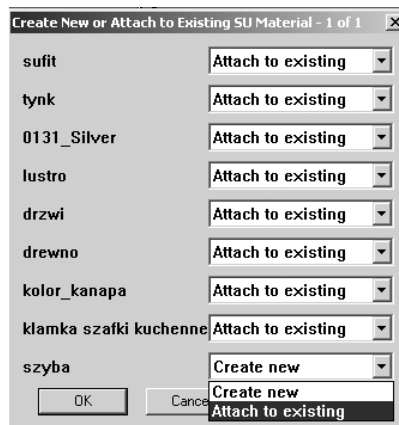 Create New or Attach to Existing SU Material - 1 of 1 X
sufit Attach to existing
tynk Attach to existing
0131_Silver Attach to existing
lustro Attach to existing
drzwi Attach to existing
drewno Attach to existing
kolor_kanapa Attach to existing
klamka szafki kuchenne Attach to existing
szyba Create new
OK Cance Create new
Attach to existing